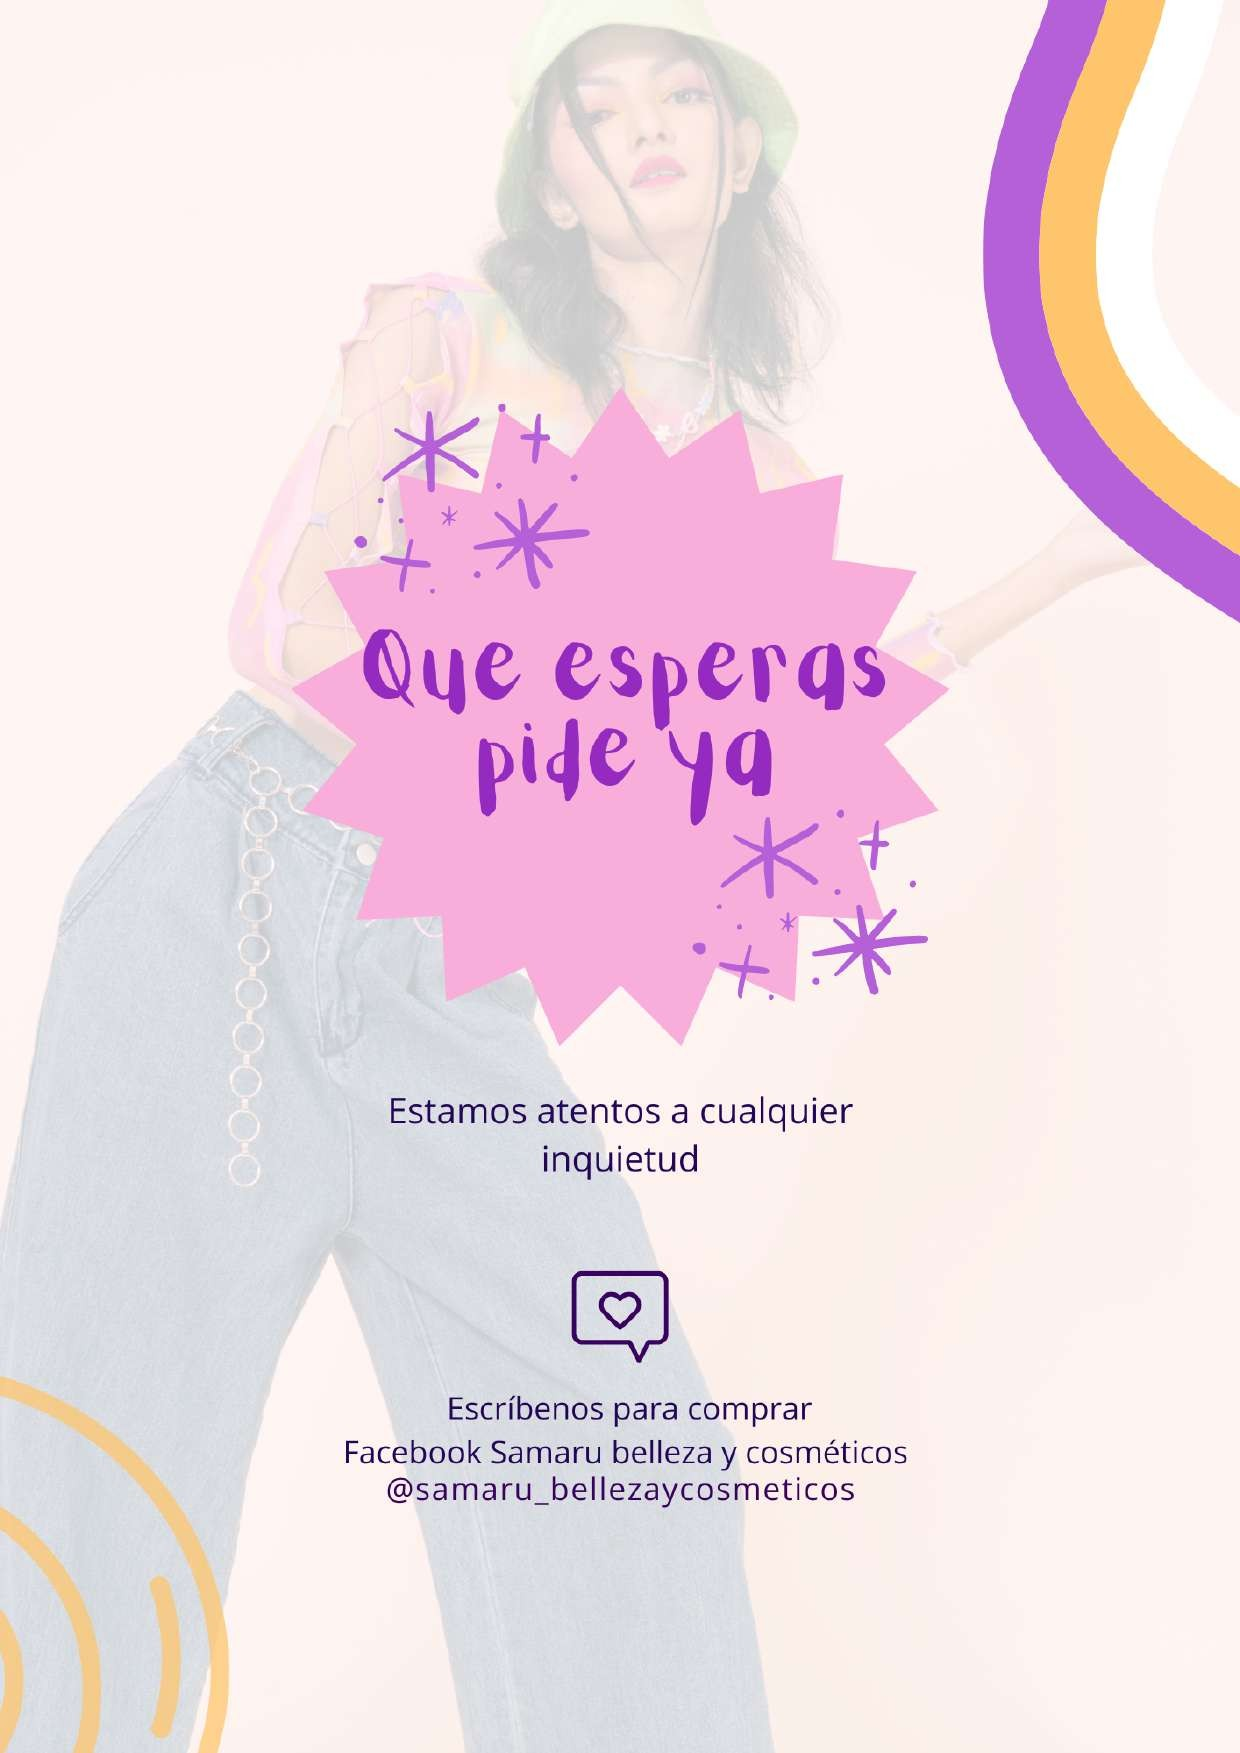 Que esperas
pide ya
Estamos atentos a cualquier
inquietud
Escríbenos para comprar
Facebook Samaru belleza y cosméticos
@samaru_bellezaycosmeticos